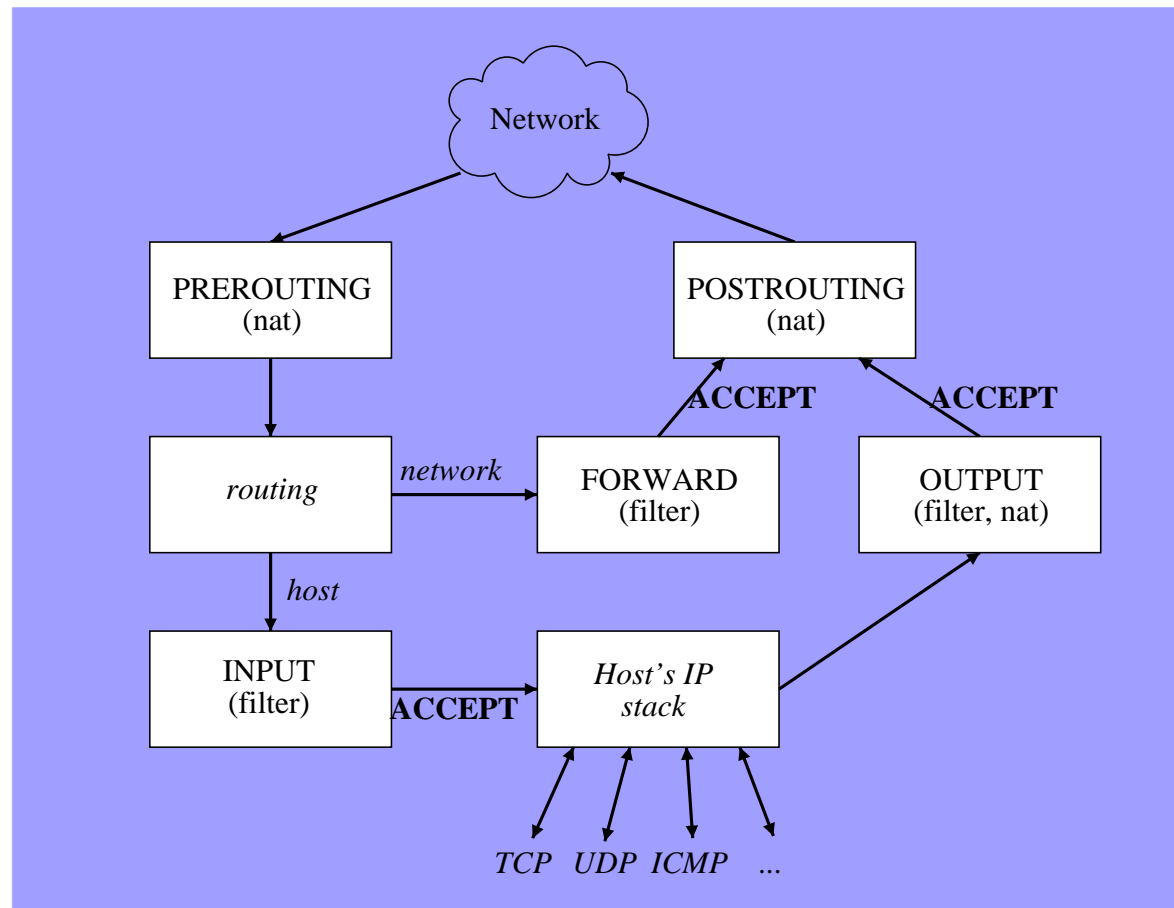 Network
PREROUTING
(nat)
POSTROUTING
(nat)
ACCEPT
ACCEPT
routing
network
FORWARD
(filter)
OUTPUT
(filter, nat)
host
INPUT
(filter)
ACCEPT
Host's IP
stack
TCP UDP ICMP ...